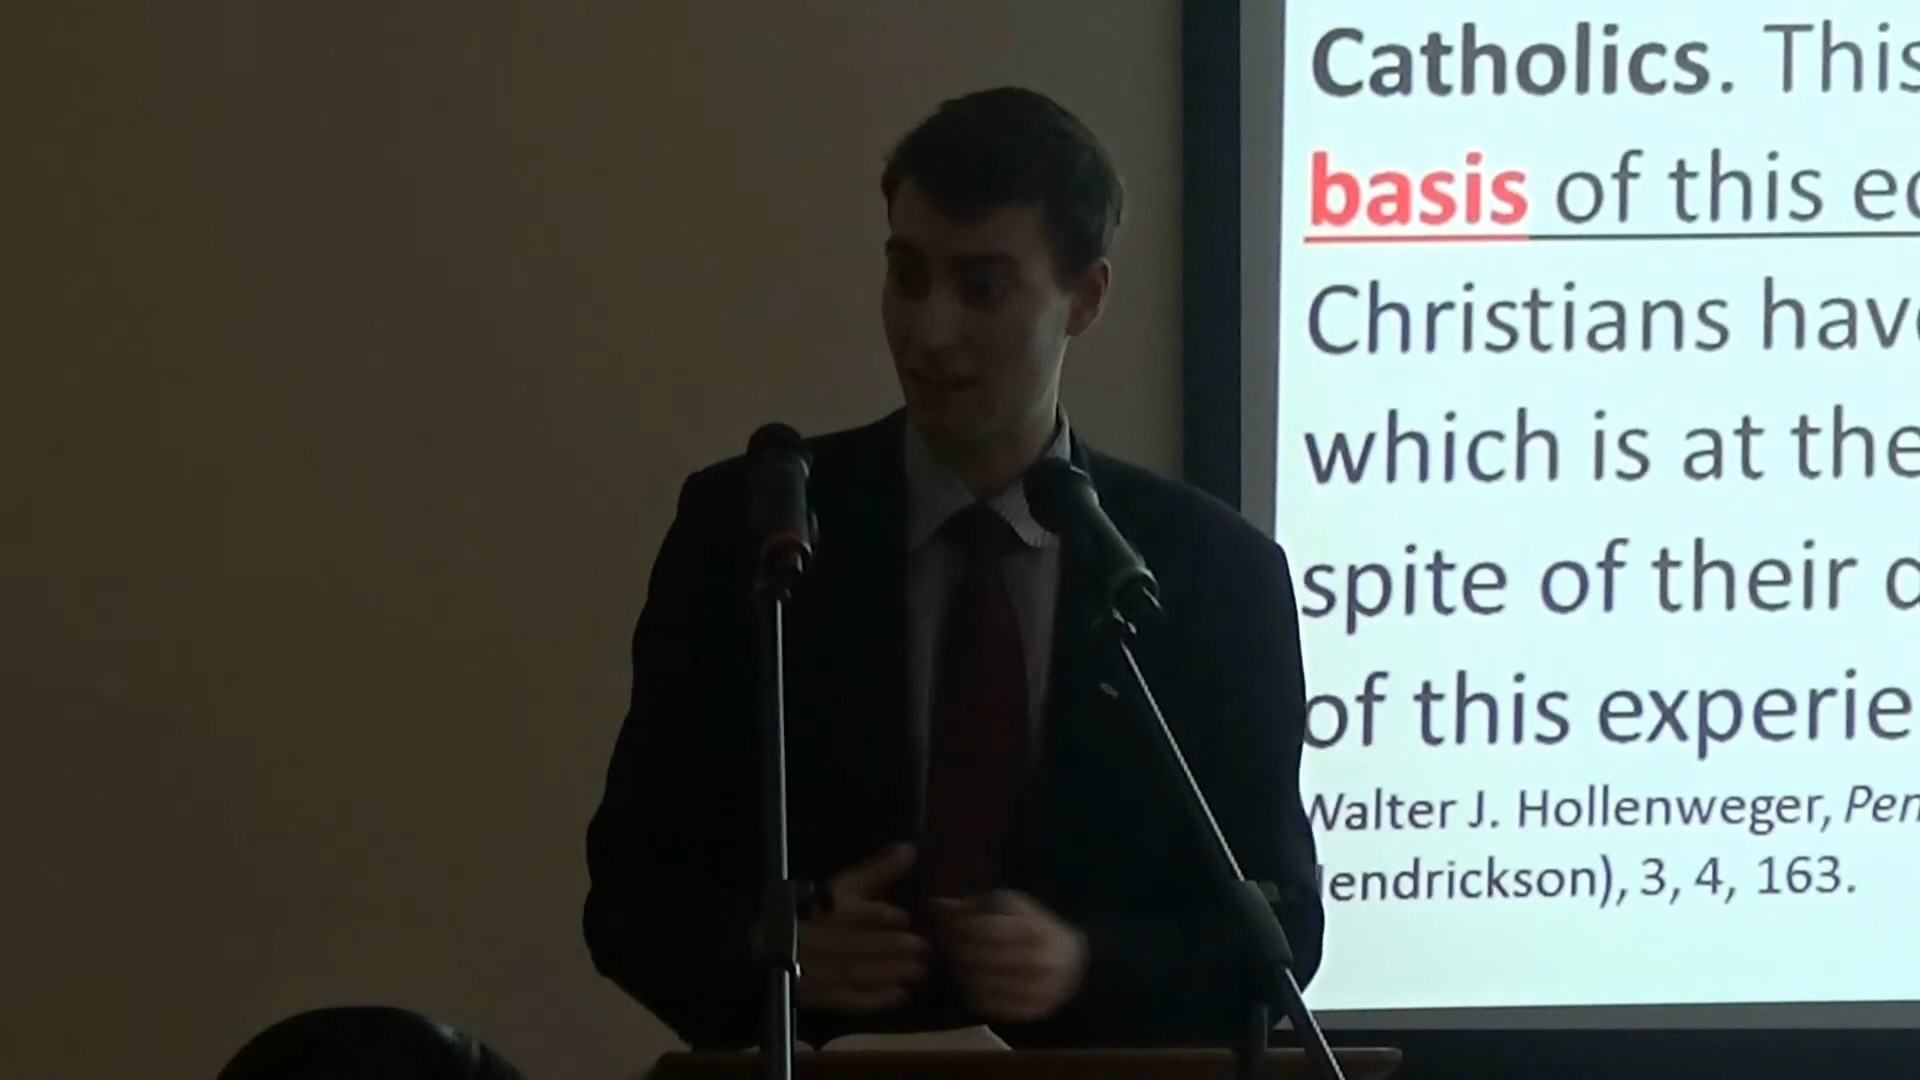 Catholics. This
basis of this ec
Christians have
which is at the
spite of their d
of this experie
Walter J. Hollenweger, Pen
Hendrickson), 3, 4, 163.